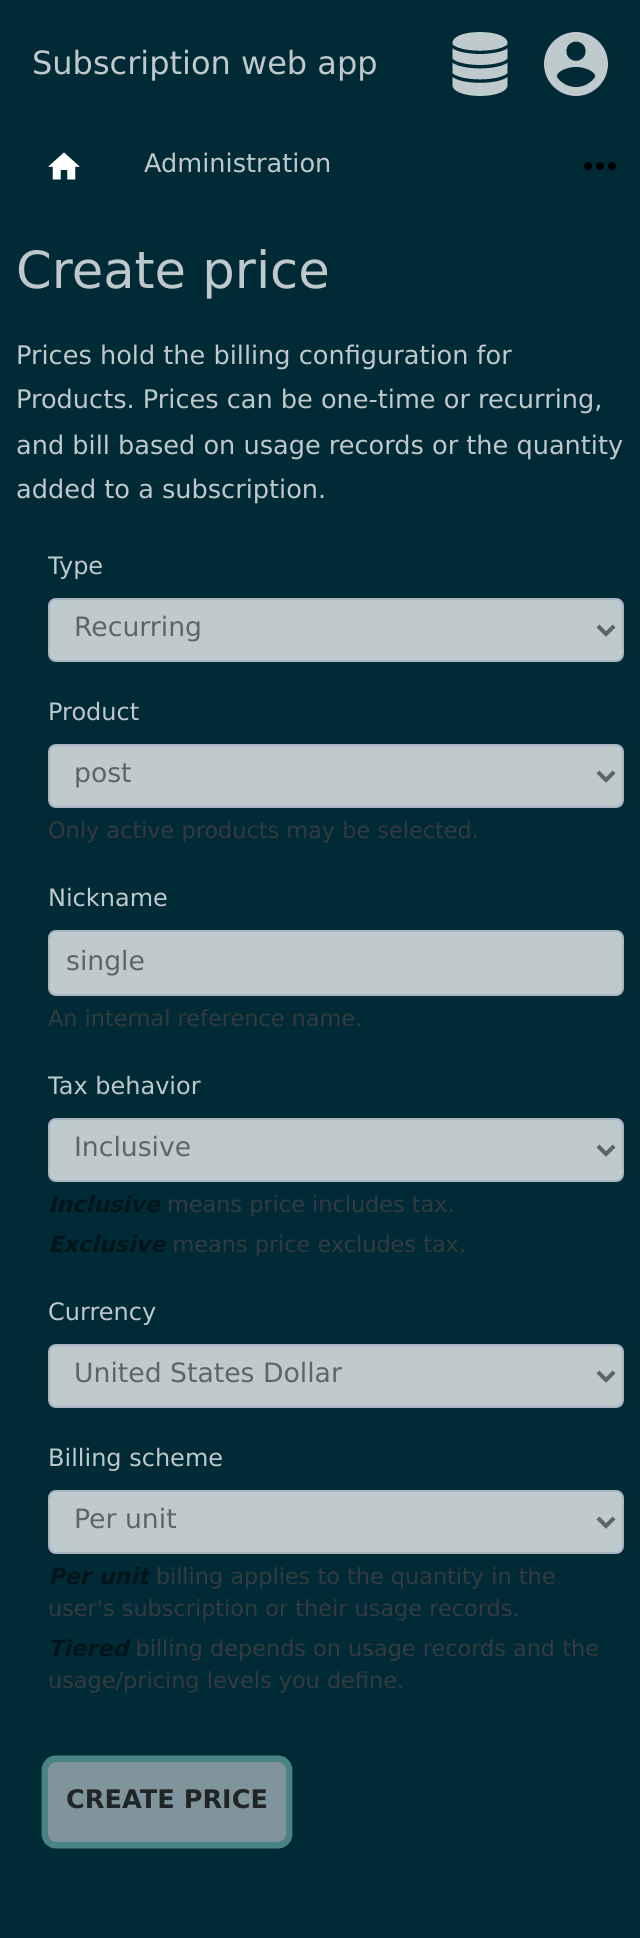 Subscription web app
Administration
Create price
Prices hold the billing configuration for
Products. Prices can be one-time or recurring,
and bill based on usage records or the quantity
added to a subscription.
Type
Recurring
Product
post
Only active products may be selected.
Nickname
single
An internal reference name.
Tax behavior
Inclusive
Inclusive means price includes tax.
Exclusive means price excludes tax.
Currency
United States Dollar
Billing scheme
Per unit
Per unit billing applies to the quantity in the
user's subscription or their usage records.
Tiered billing depends on usage records and the
usage/pricing levels you define.
CREATE PRICE